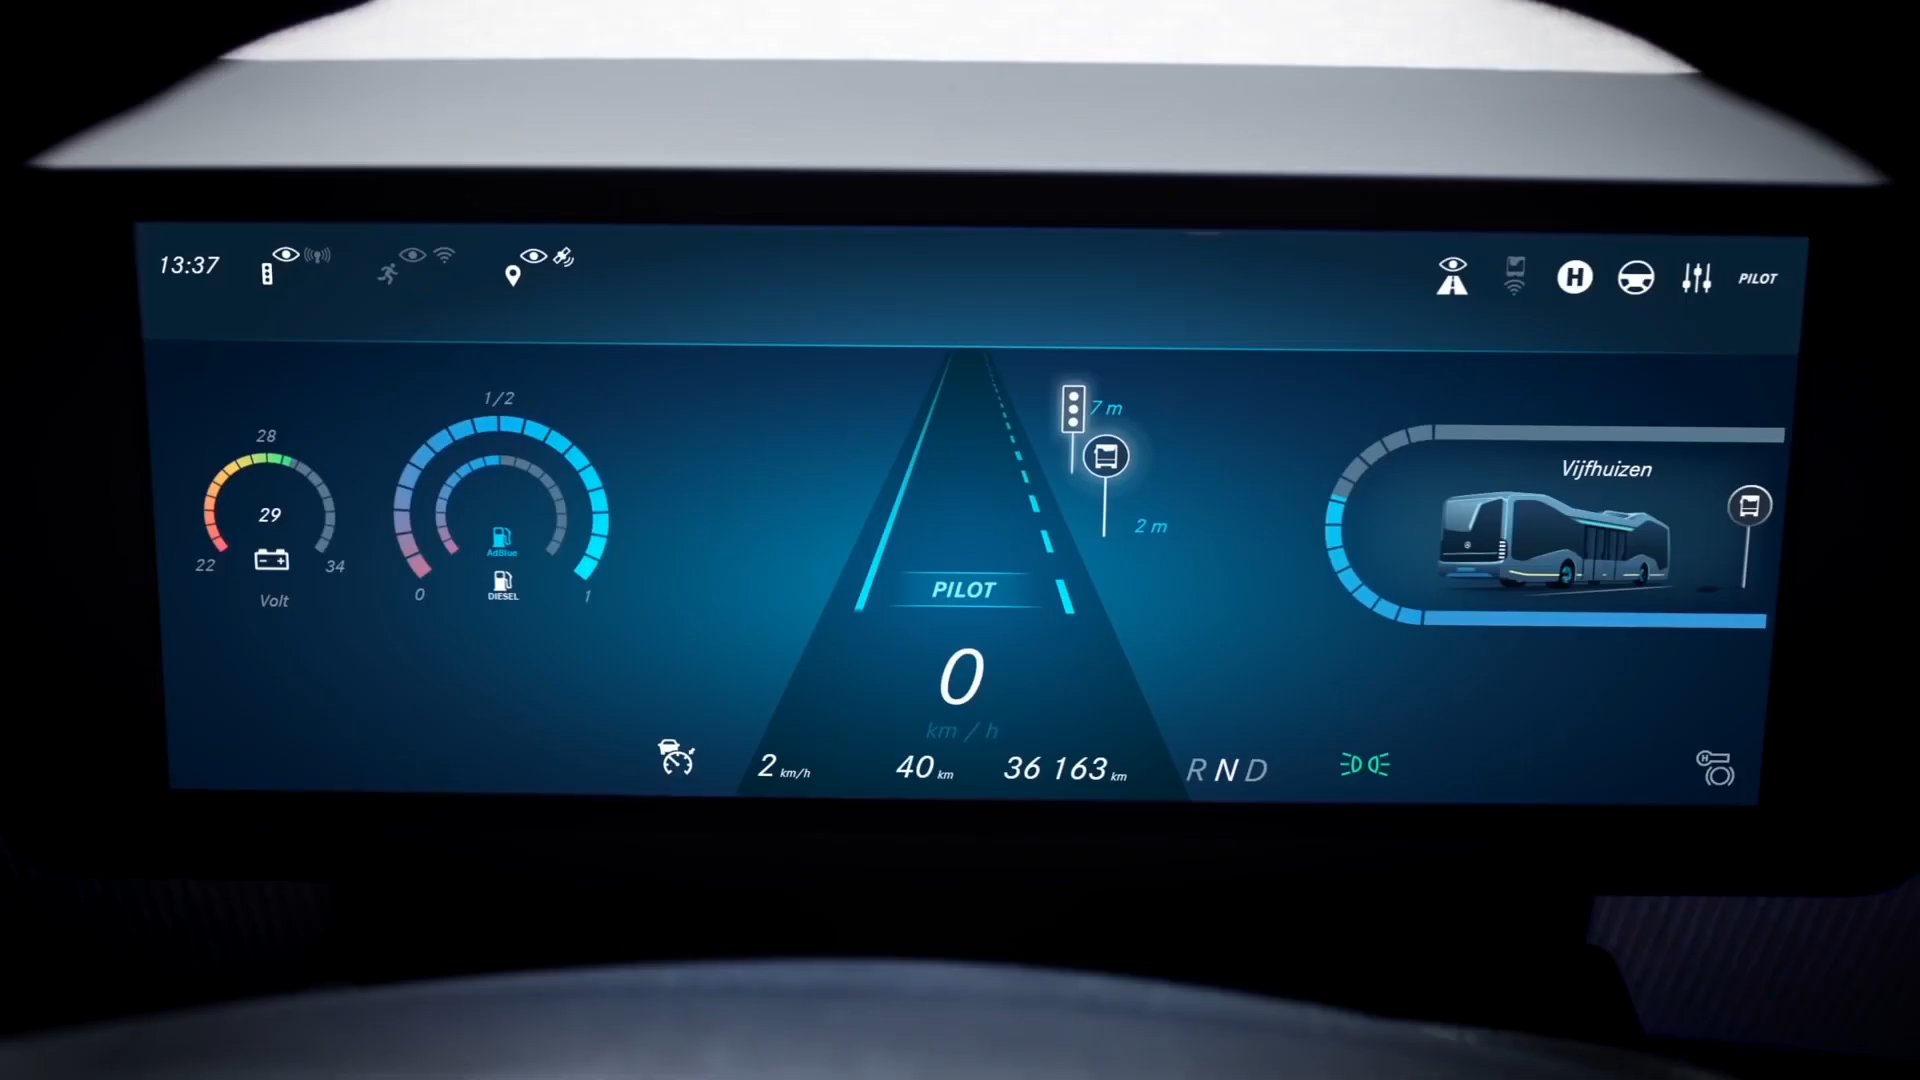 13:37
H
PILOT
1/2
28
29
22
34
Volt
AdBlue
DIESEL
0
1
7 m
2 m
Vijfhuizen
PILOT
0
km / h
2 km/h
40 km
36 163 km
R N D
H